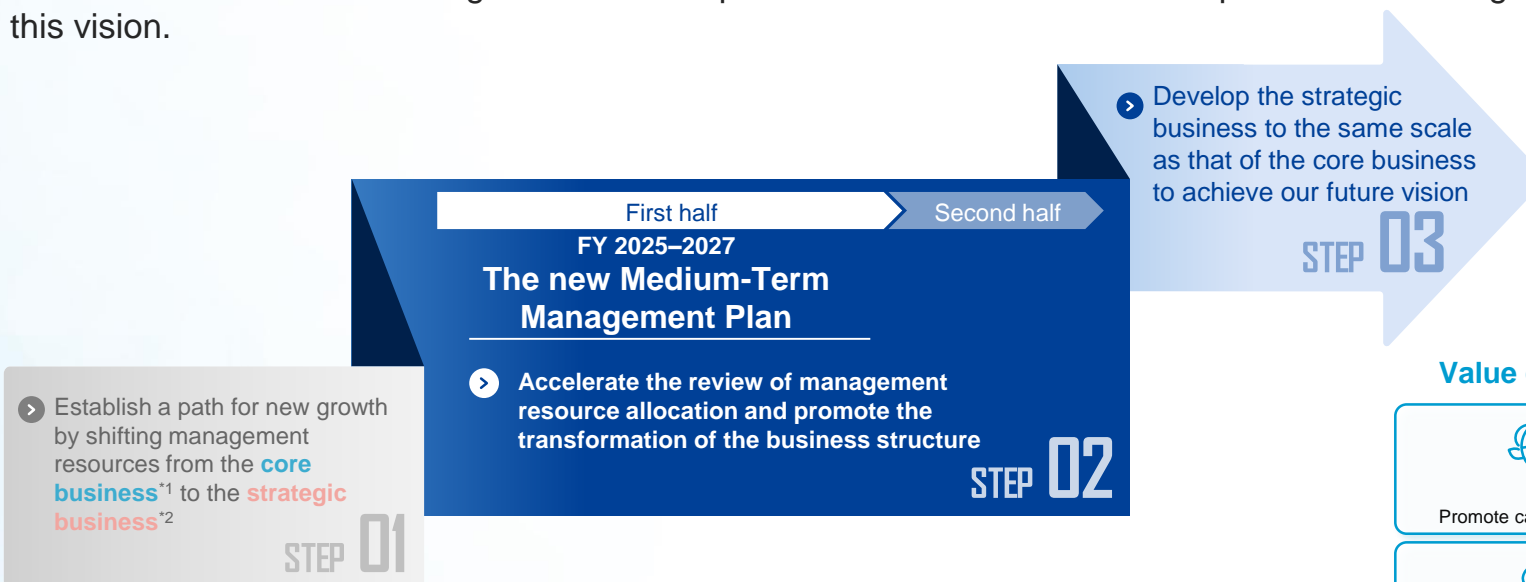 this vision.
Develop the strategic
business to the same scale
as that of the core business
to achieve our future vision
STEP 03
First half
Second half
FY 2025–2027
The new Medium-Term
Management Plan
Accelerate the review of management
resource allocation and promote the
transformation of the business structure
STEP 02
Establish a path for new growth
by shifting management
resources from the core
business*1 to the strategic
business*2
STEP 01
Value
Promote